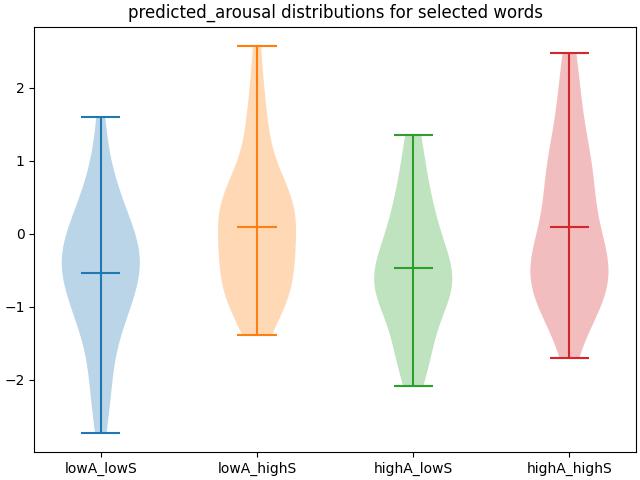 predicted_arousal distributions for selected words
2
1
0
−1
−2
lowA_lowS lowA_highS highA_lowS highA_highS